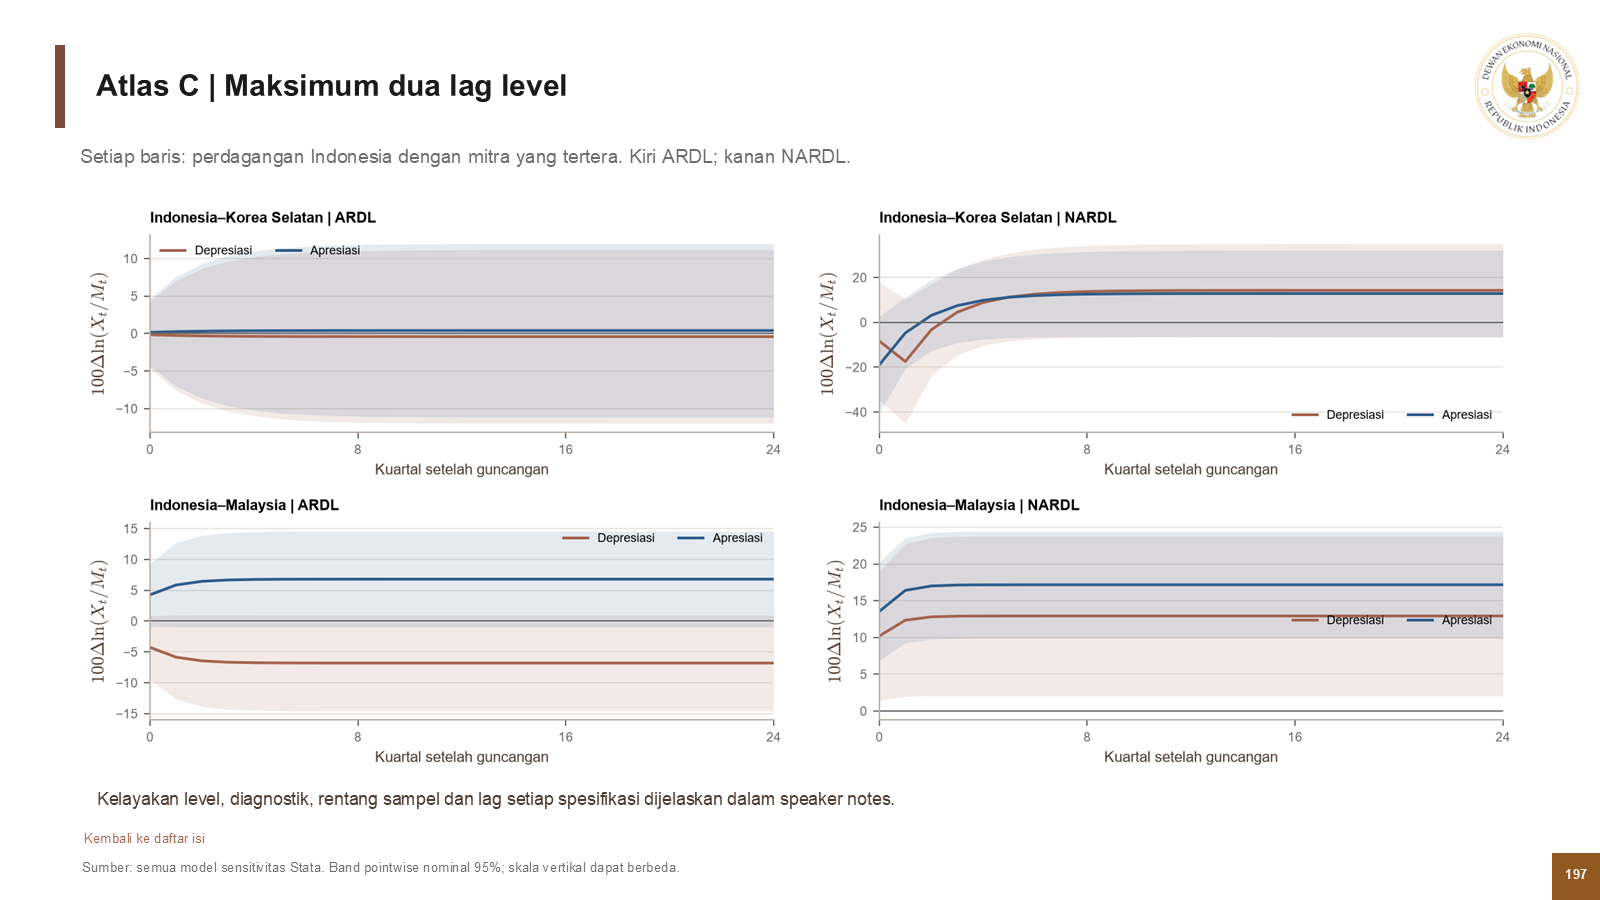 Atlas C | Maksimum dua lag level
DEWAN EKONOMI NASIONAL
REPUBLIK INDONESIA
Setiap baris: perdagangan Indonesia dengan mitra yang tertera. Kiri ARDL; kanan NARDL.
Indonesia–Korea Selatan | ARDL
Depresiasi Apresiasi
100Δln(Xt/Mt)
10
5
0
−5
−10
0 8 16 24
Kuartal setelah guncangan
Indonesia–Korea Selatan | NARDL
100Δln(Xt/Mt)
20
0
−20
−40
Depresiasi Apresiasi
0 8 16 24
Kuartal setelah guncangan
Indonesia–Malaysia | ARDL
Depresiasi Apresiasi
100Δln(Xt/Mt)
15
10
5
0
−5
−10
−15
0 8 16 24
Kuartal setelah guncangan
Indonesia–Malaysia | NARDL
100Δln(Xt/Mt)
25
20
15
10
5
0
Depresiasi Apresiasi
0 8 16 24
Kuartal setelah guncangan
Kelayakan level, diagnostik, rentang sampel dan lag setiap spesifikasi dijelaskan dalam speaker notes.
Kembali ke daftar isi
Sumber: semua model sensitivitas Stata. Band pointwise nominal 95%; skala vertikal dapat berbeda.
197